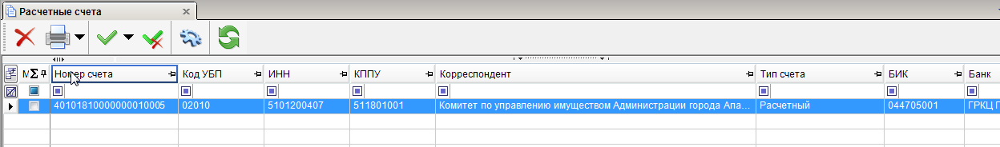 Расчетные счета
М Σ Номер счета Код УБП ИНН КППУ Корреспондент Тип счета БИК Банк
40101810000000010005 02010 5101200407 511801001 Комитет по управлению имуществом Администрации города Апа... Расчетный 044705001 ГРКЦ Г